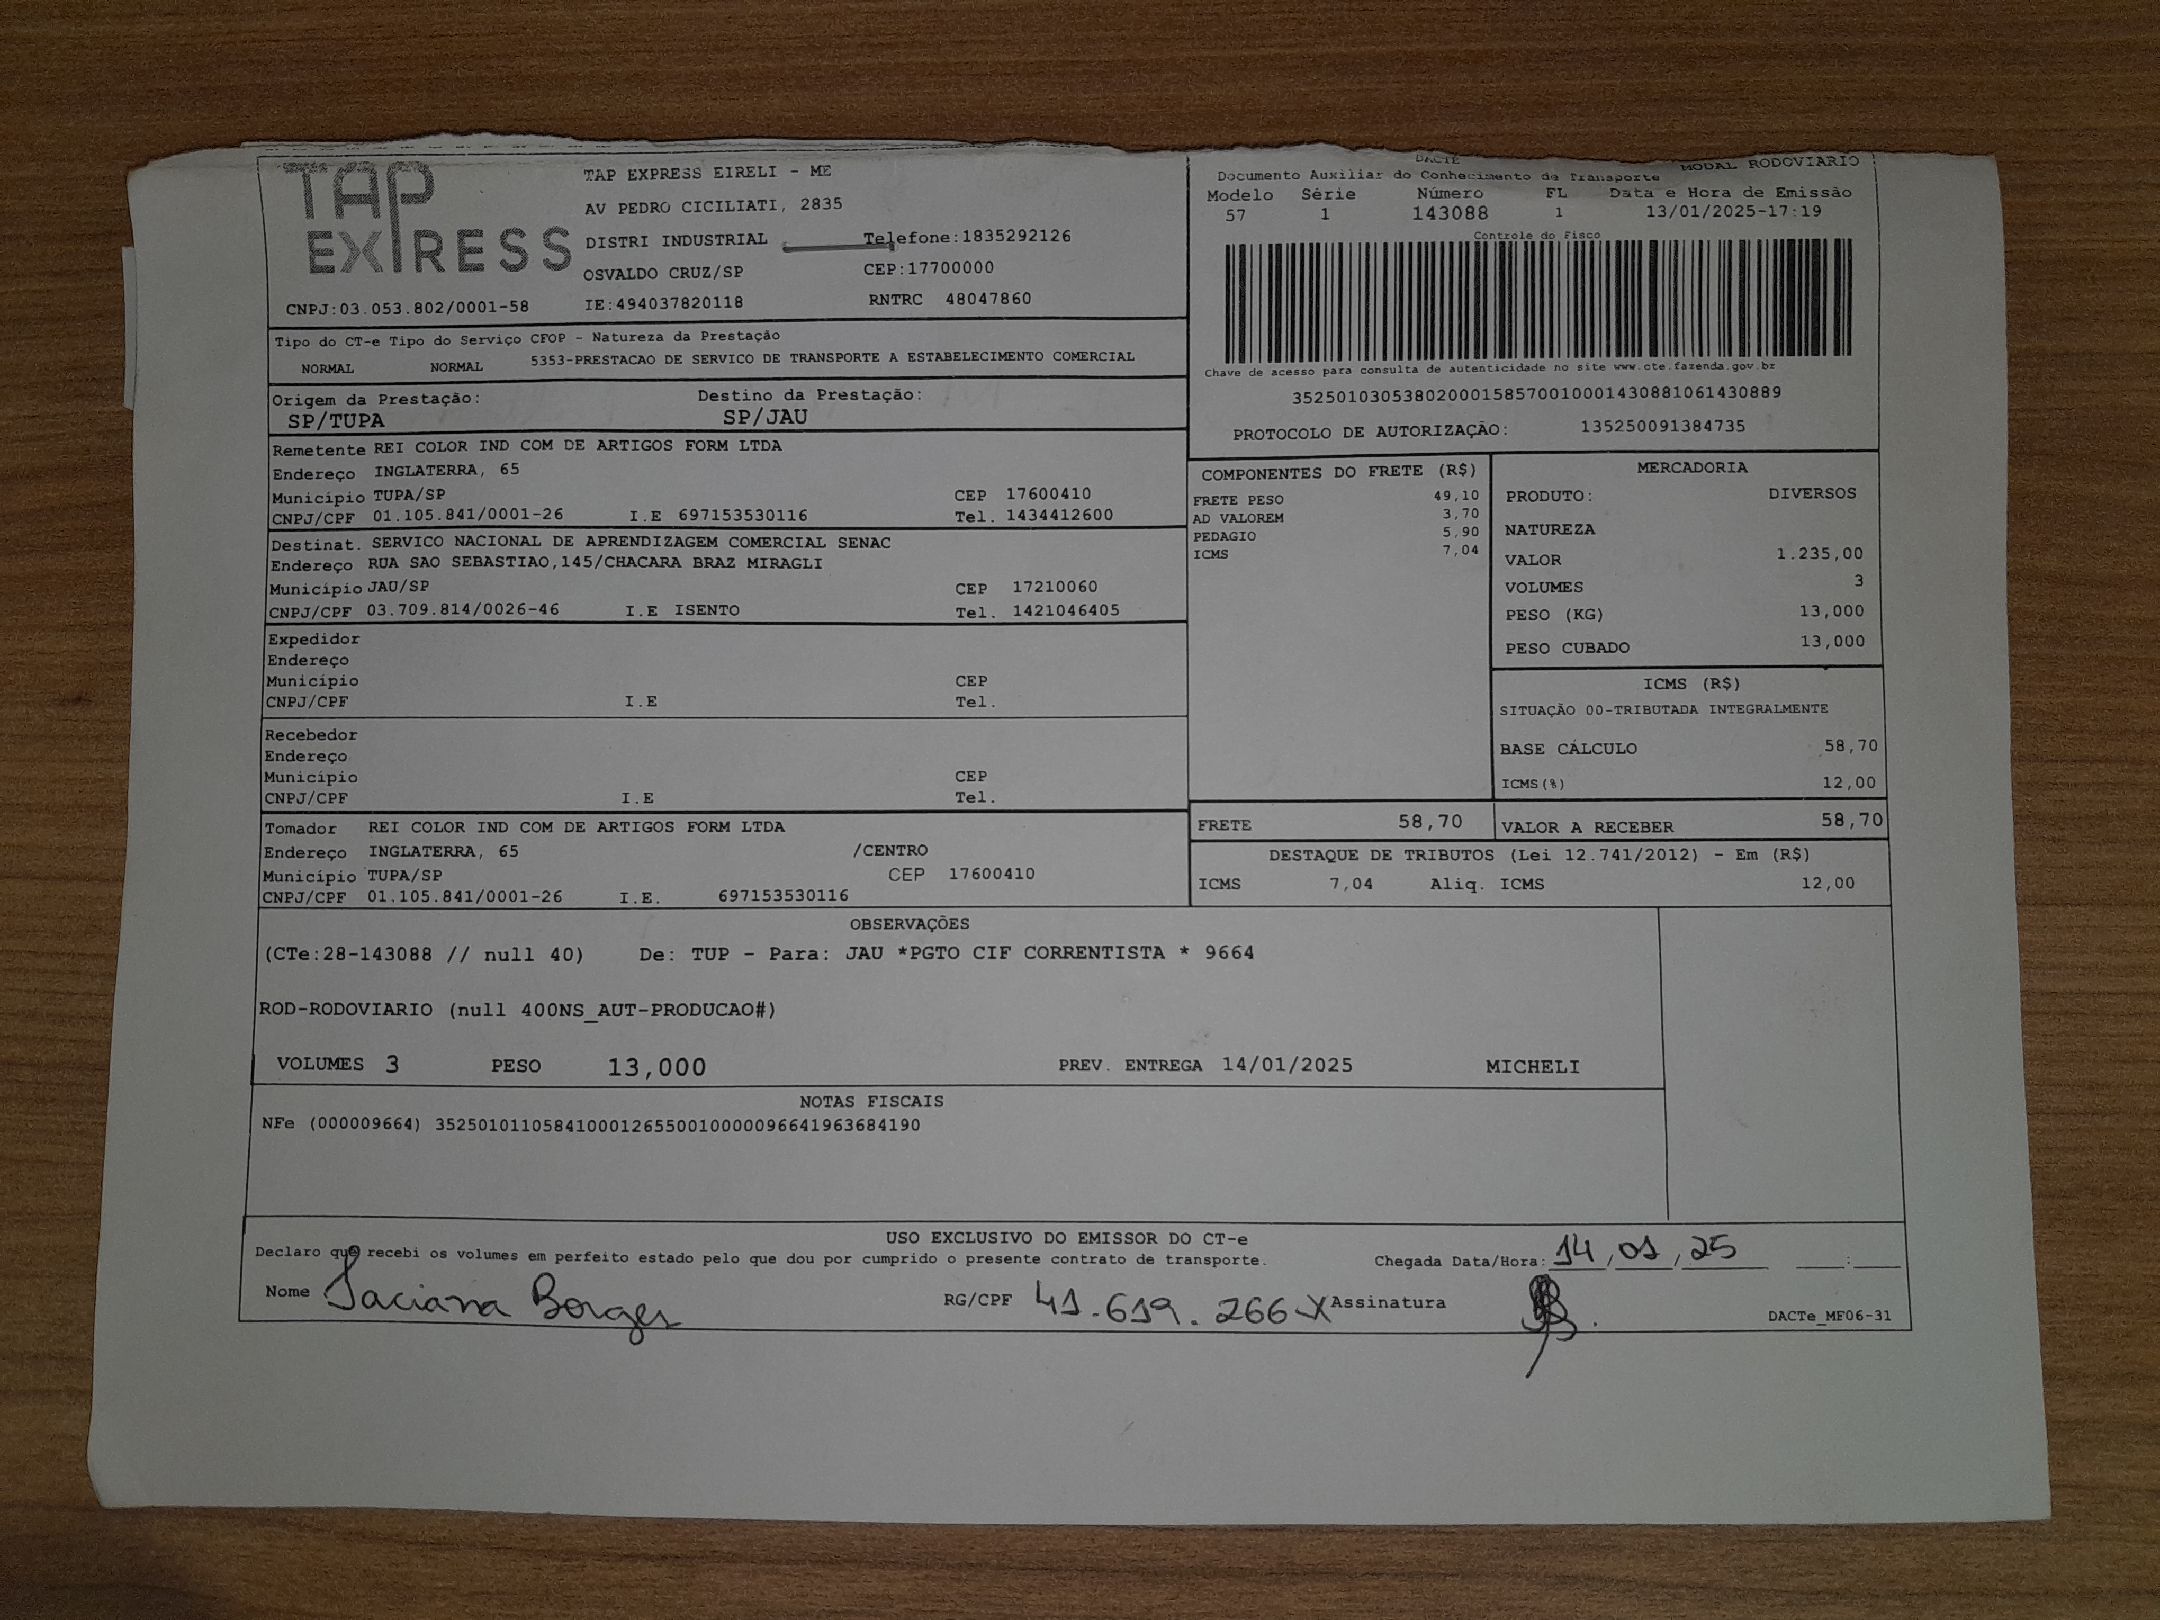 TAP
EXPRESS
TAP EXPRESS EIRELI - ME
AV PEDRO CICILIATI, 2835
DISTRI INDUSTRIAL Telefone:1835292126
OSVALDO CRUZ/SP CEP:17700000
CNPJ:03.053.802/0001-58 IE:494037820118 RNTRC 48047860
DACTE MODAL RODOVIARIO
Documento Auxiliar do Conhecimento de Transporte
Modelo Série Número FL Data e Hora de Emissão
57 1 143088 1 13/01/2025-17:19
Controle do Fisco
Chave de acesso para consulta de autenticidade no site www.cte.fazenda.gov.br
35250103053802000158570010001430881061430889
PROTOCOLO DE AUTORIZAÇÃO: 135250091384735
Tipo do CT-e Tipo do Serviço CFOP - Natureza da Prestação
NORMAL NORMAL 5353-PRESTACAO DE SERVICO DE TRANSPORTE A ESTABELECIMENTO COMERCIAL
Origem da Prestação: Destino da Prestação:
SP/TUPA SP/JAU
Remetente REI COLOR IND COM DE ARTIGOS FORM LTDA
Endereço INGLATERRA, 65
Município TUPA/SP CEP 17600410
CNPJ/CPF 01.105.841/0001-26 I.E 697153530116 Tel. 1434412600
Destinat. SERVICO NACIONAL DE APRENDIZAGEM COMERCIAL SENAC
Endereço RUA SAO SEBASTIAO,145/CHACARA BRAZ MIRAGLI
Município JAU/SP CEP 17210060
CNPJ/CPF 03.709.814/0026-46 I.E ISENTO Tel. 1421046405
Expedidor
Endereço
Município CEP
CNPJ/CPF I.E Tel.
Recebedor
Endereço
Município CEP
CNPJ/CPF I.E Tel.
Tomador REI COLOR IND COM DE ARTIGOS FORM LTDA
Endereço INGLATERRA, 65 /CENTRO
Município TUPA/SP CEP 17600410
CNPJ/CPF 01.105.841/0001-26 I.E. 697153530116
COMPONENTES DO FRETE (R$)
FRETE PESO 49,10
AD VALOREM 3,70
PEDAGIO 5,90
ICMS 7,04
MERCADORIA
PRODUTO: DIVERSOS
NATUREZA
VALOR 1.235,00
VOLUMES 3
PESO (KG) 13,000
PESO CUBADO 13,000
ICMS (R$)
SITUAÇÃO 00-TRIBUTADA INTEGRALMENTE
BASE CÁLCULO 58,70
ICMS(%) 12,00
FRETE 58,70 VALOR A RECEBER 58,70
DESTAQUE DE TRIBUTOS (Lei 12.741/2012) - Em (R$)
ICMS 7,04 Aliq. ICMS 12,00
OBSERVAÇÕES
(CTe:28-143088 // null 40) De: TUP - Para: JAU *PGTO CIF CORRENTISTA * 9664
ROD-RODOVIARIO (null 400NS_AUT-PRODUCAO#)
VOLUMES 3 PESO 13,000 PREV. ENTREGA 14/01/2025 MICHELI
NOTAS FISCAIS
NFe (000009664) 35250101105841000126550010000096641963684190
USO EXCLUSIVO DO EMISSOR DO CT-e
Declaro que recebi os volumes em perfeito estado pelo que dou por cumprido o presente contrato de transporte. Chegada Data/Hora: 14/01/25 __:__
Nome Taciana Borges RG/CPF 41.619.266-X Assinatura
DACTe_MF06-31